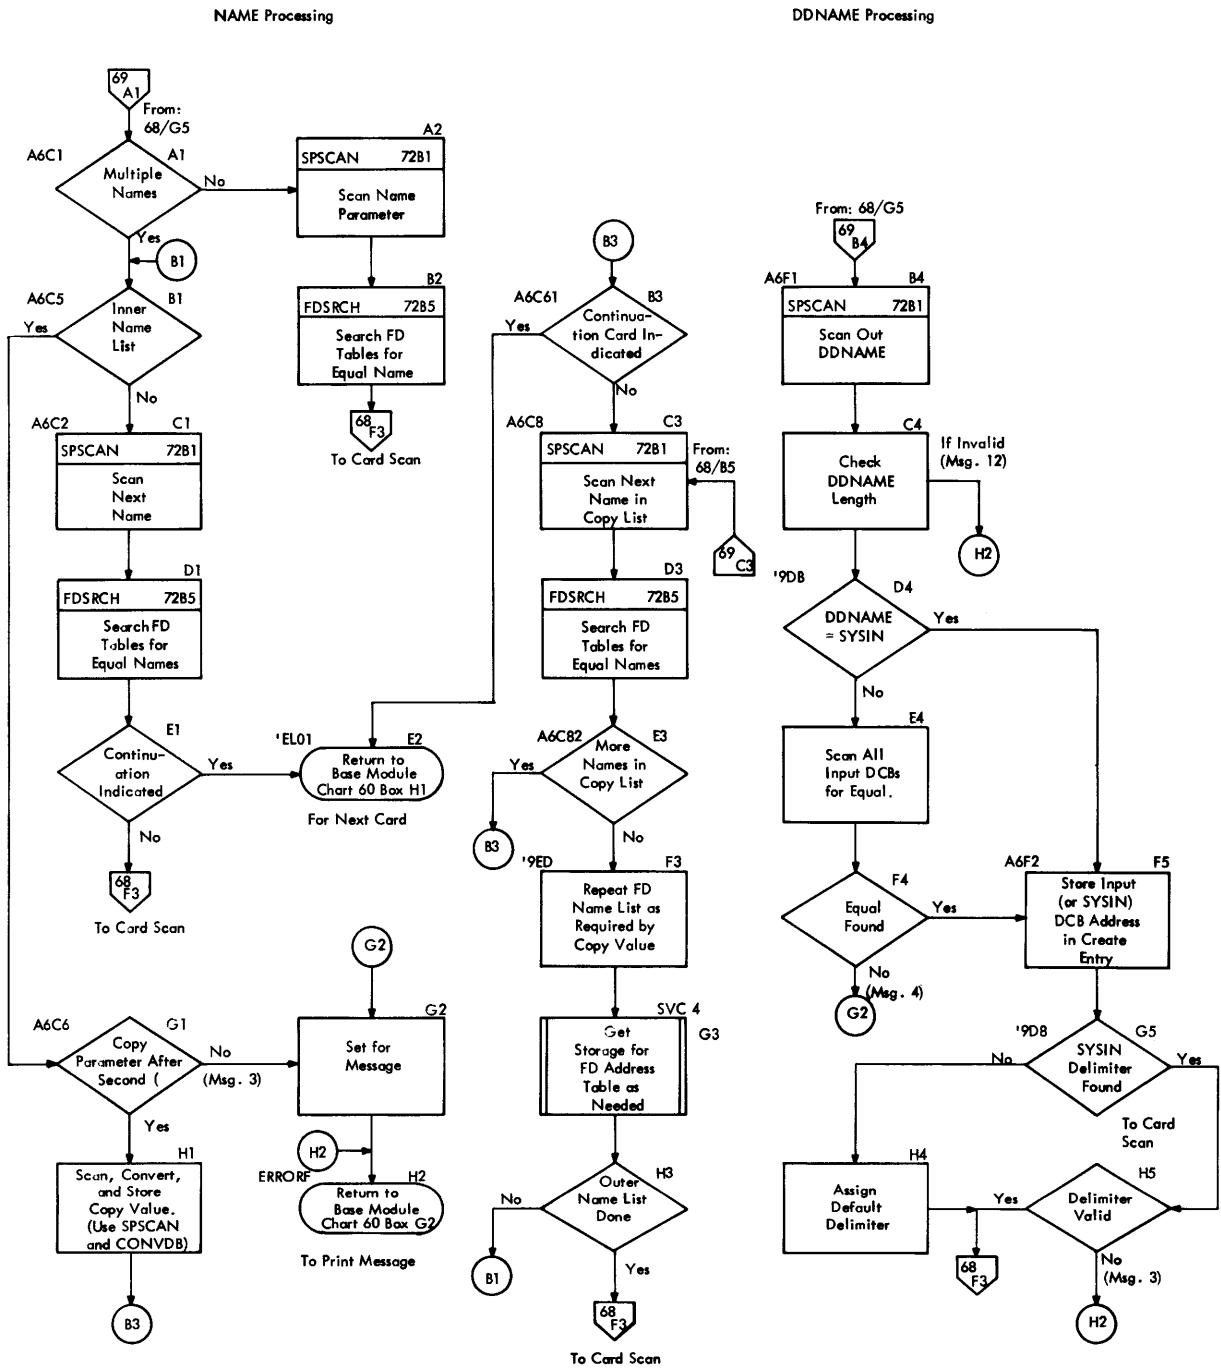 NAME Processing
DDNAME Processing
69
A1
From:
68/G5
A6C1
A1
Multiple
Names
No
Yes
A2
SPSCAN 72B1
Scan Name
Parameter
B1
B2
FDSRCH 72B5
Search FD
Tables for
Equal Name
68
F3
To Card Scan
A6C5
B1
Inner
Name
List
Yes
No
A6C2
C1
SPSCAN 72B1
Scan
Next
Name
D1
FDSRCH 72B5
Search FD
Tables for
Equal Names
E1
Continu-
ation
Indicated
Yes
No
68
F3
To Card Scan
'EL01
E2
Return to
Base Module
Chart 60 Box H1
For Next Card
A6C6
G1
Copy
Parameter After
Second (
No
(Msg. 3)
Yes
H1
Scan, Convert,
and Store
Copy Value.
(Use SPSCAN
and CONVDB)
B3
G2
G2
Set for
Message
H2
ERRORF
H2
Return to
Base Module
Chart 60 Box G2
To Print Message
B3
A6C61
B3
Continua-
tion Card In-
dicated
Yes
No
A6C8
C3
SPSCAN 72B1
Scan Next
Name in
Copy List
From:
68/B5
69
C3
D3
FDSRCH 72B5
Search FD
Tables for
Equal Names
A6C82
E3
More
Names in
Copy List
Yes
No
B3
'9ED
F3
Repeat FD
Name List as
Required by
Copy Value
SVC 4
G3
Get
Storage for
FD Address
Table as
Needed
H3
Outer
Name List
Done
No
Yes
B1
68
F3
To Card Scan
From: 68/G5
69
B4
A6F1
B4
SPSCAN 72B1
Scan Out
DDNAME
C4
Check
DDNAME
Length
If Invalid
(Msg. 12)
H2
'9DB
D4
DDNAME
= SYSIN
Yes
No
E4
Scan All
Input DCBs
for Equal.
F4
Equal
Found
Yes
No
(Msg. 4)
G2
A6F2
F5
Store Input
(or SYSIN)
DCB Address
in Create
Entry
'9D8
G5
SYSIN
Delimiter
Found
No
Yes
To Card
Scan
H4
Assign
Default
Delimiter
H5
Delimiter
Valid
Yes
No
(Msg. 3)
68
F3
H2